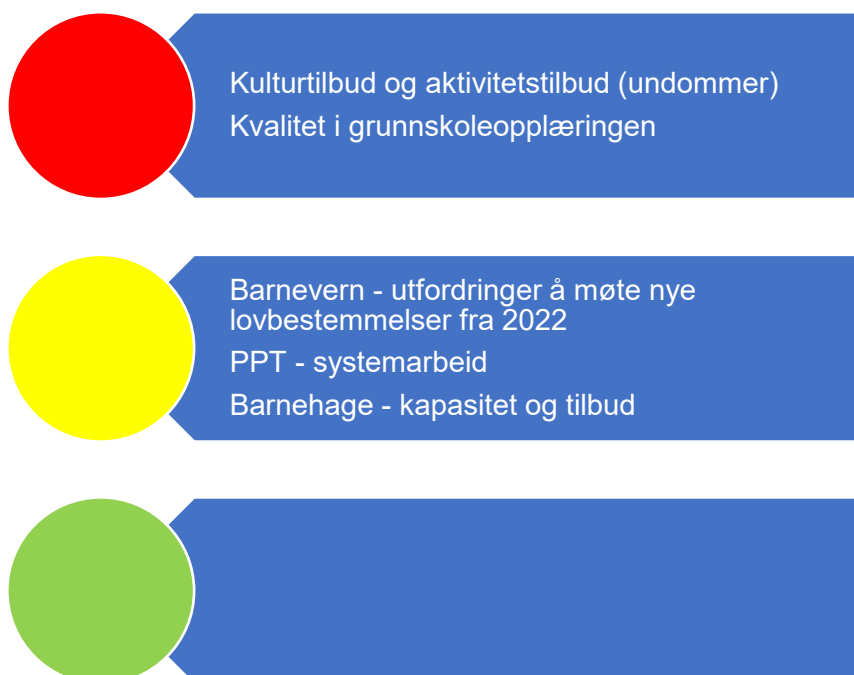 Kulturtilbud og aktivitetstilbud (undommer)
Kvalitet i grunnskoleopplæringen
Barnevern - utfordringer å møte nye
lovbestemmelser fra 2022
PPT - systemarbeid
Barnehage - kapasitet og tilbud